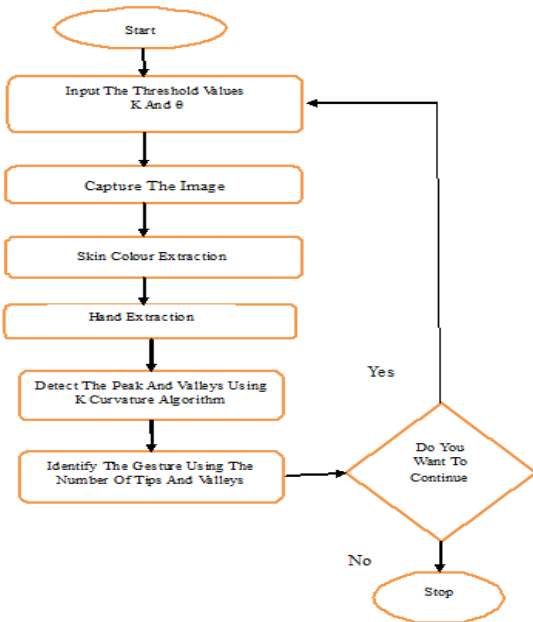 Start
Input The Threshold Values
K And θ
Capture The Image
Skin Colour Extraction
Hand Extraction
Detect The Peak And Valleys Using
K Curvature Algorithm
Identify The Gesture Using The
Number Of Tips And Valleys
Yes
Do You
Want To
Continue
No
Stop